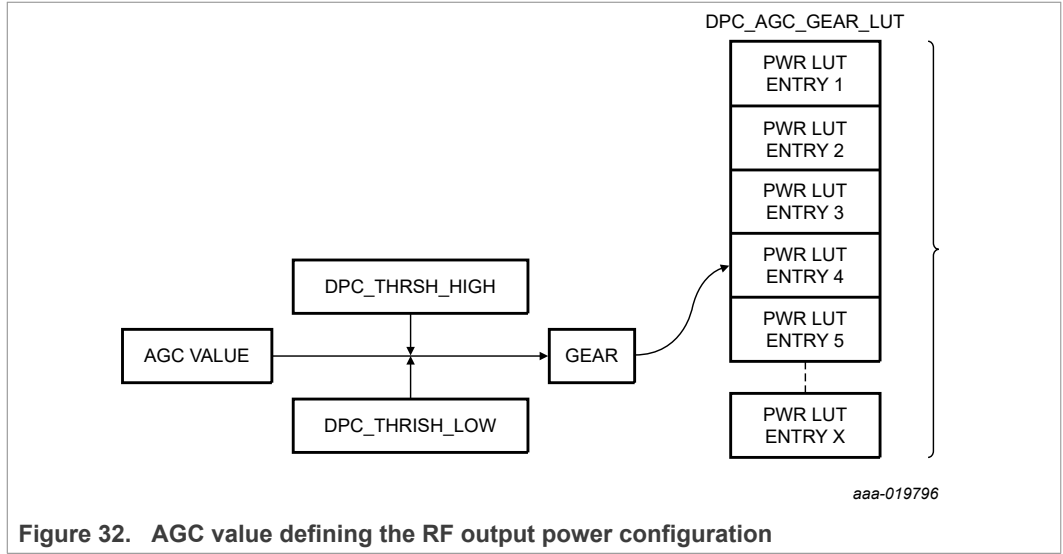 DPC_AGC_GEAR_LUT
PWR LUT
ENTRY 1
PWR LUT
ENTRY 2
PWR LUT
ENTRY 3
PWR LUT
ENTRY 4
PWR LUT
ENTRY 5
PWR LUT
ENTRY X
DPC_THRSH_HIGH
AGC VALUE
GEAR
DPC_THRISH_LOW
aaa-019796
Figure 32. AGC value defining the RF output power configuration